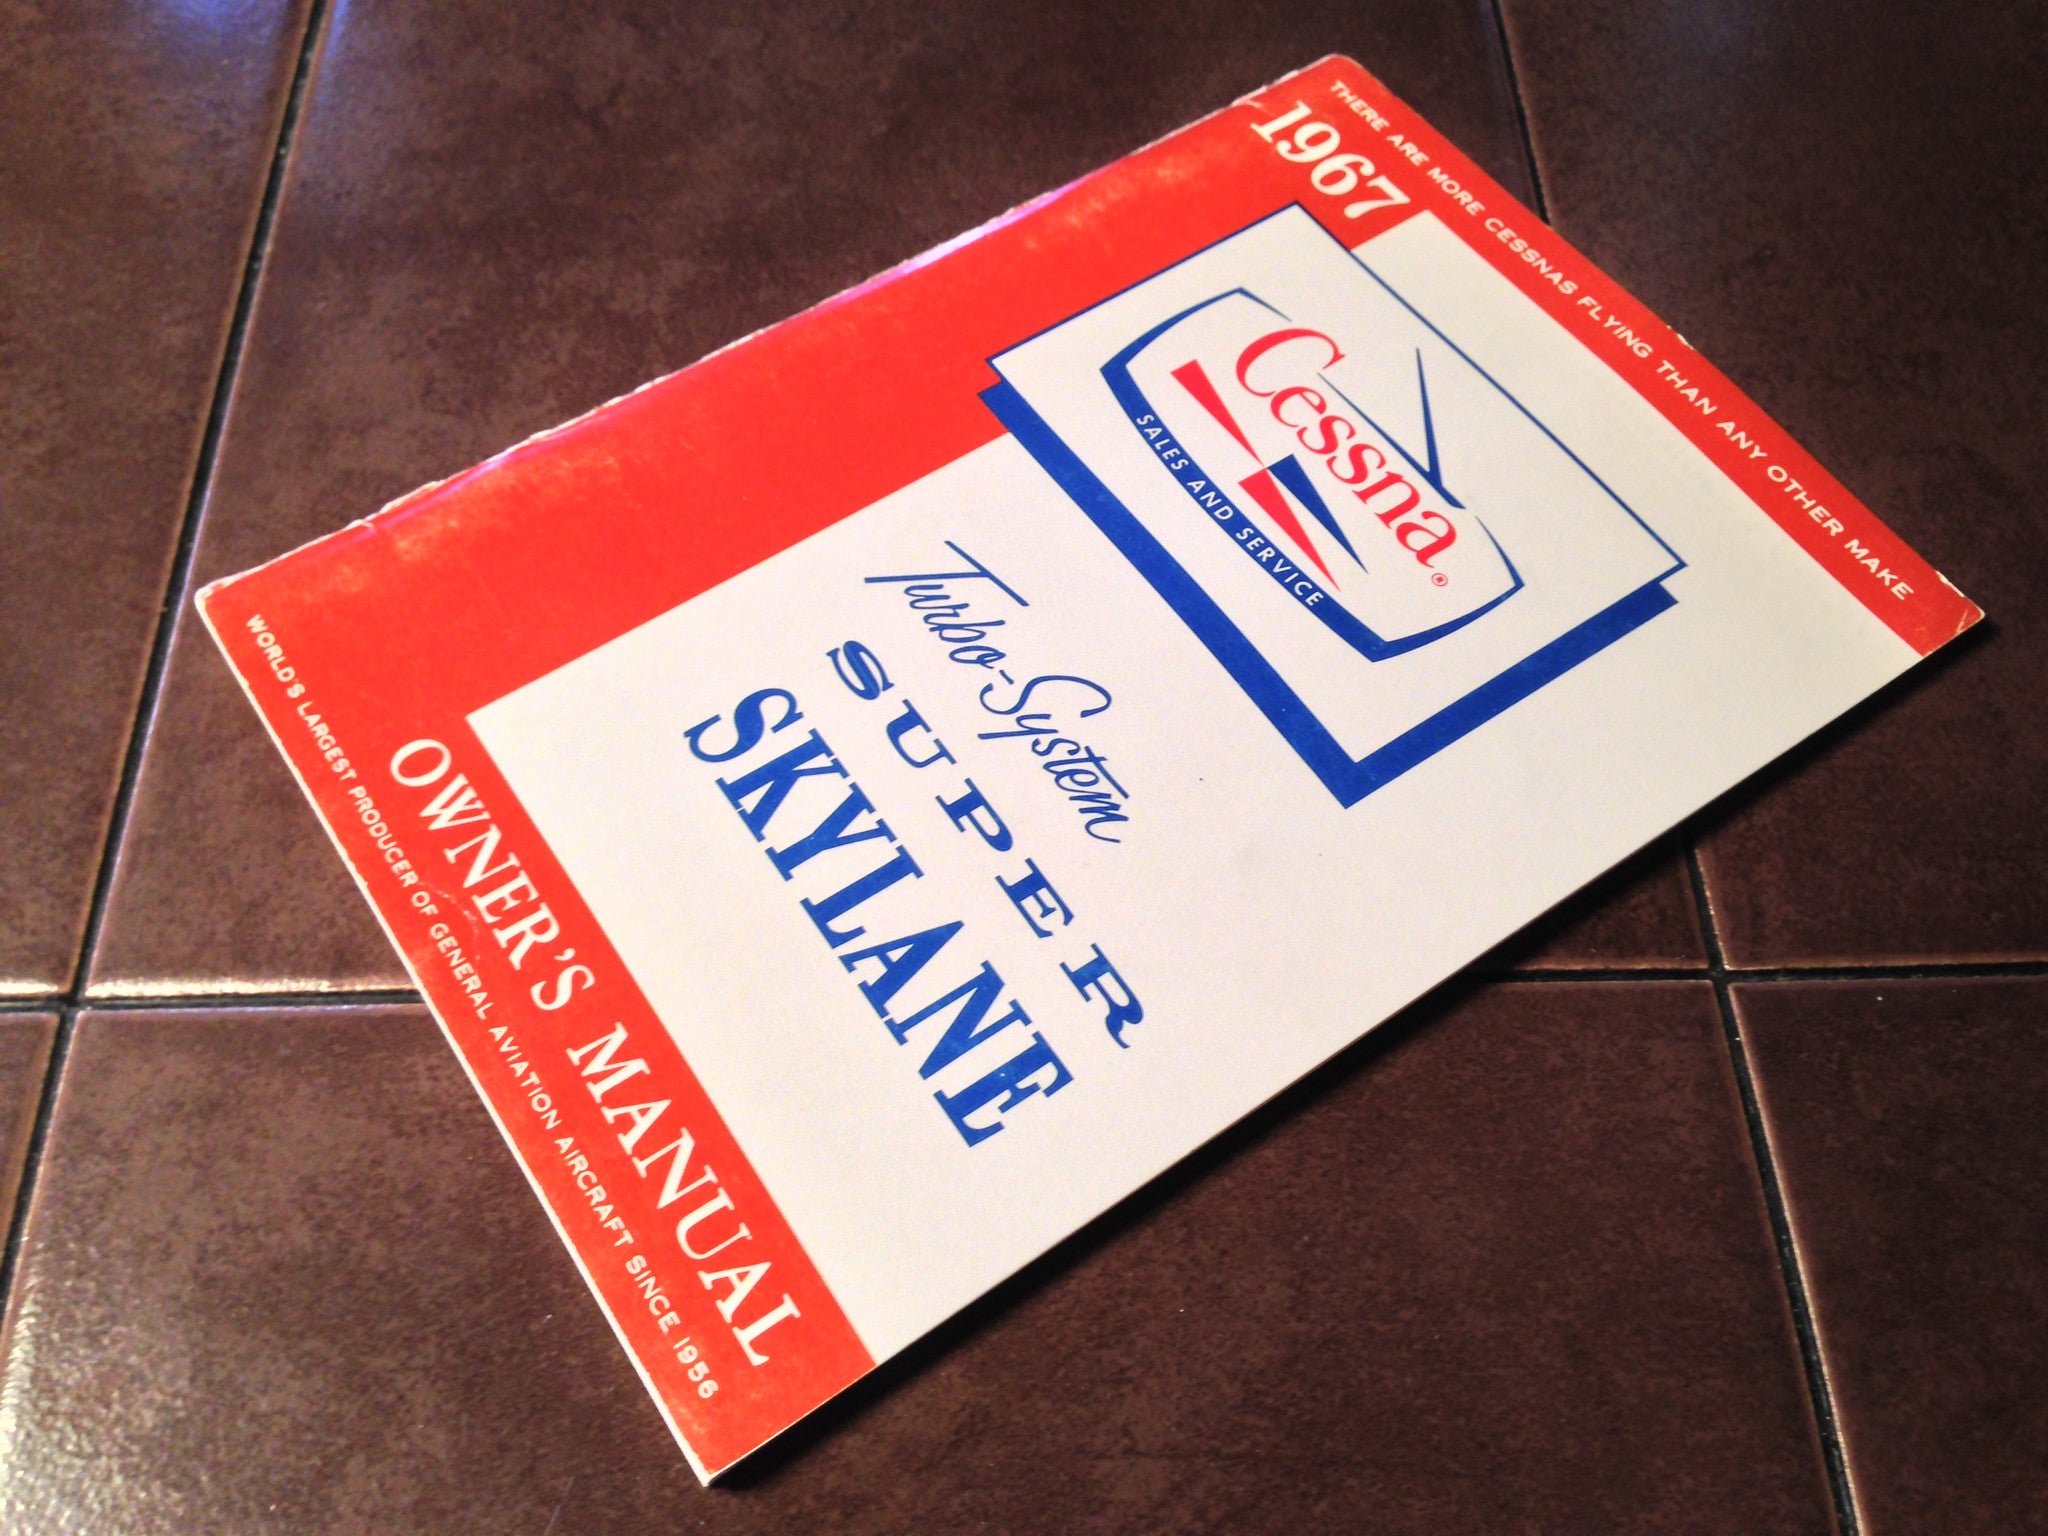 THERE ARE MORE CESSNAS FLYING THAN ANY OTHER MAKE
1967
Cessna®
SALES AND SERVICE
Turbo-System
SUPER
SKYLANE
OWNER'S MANUAL
WORLD'S LARGEST PRODUCER OF GENERAL AVIATION AIRCRAFT SINCE 1956